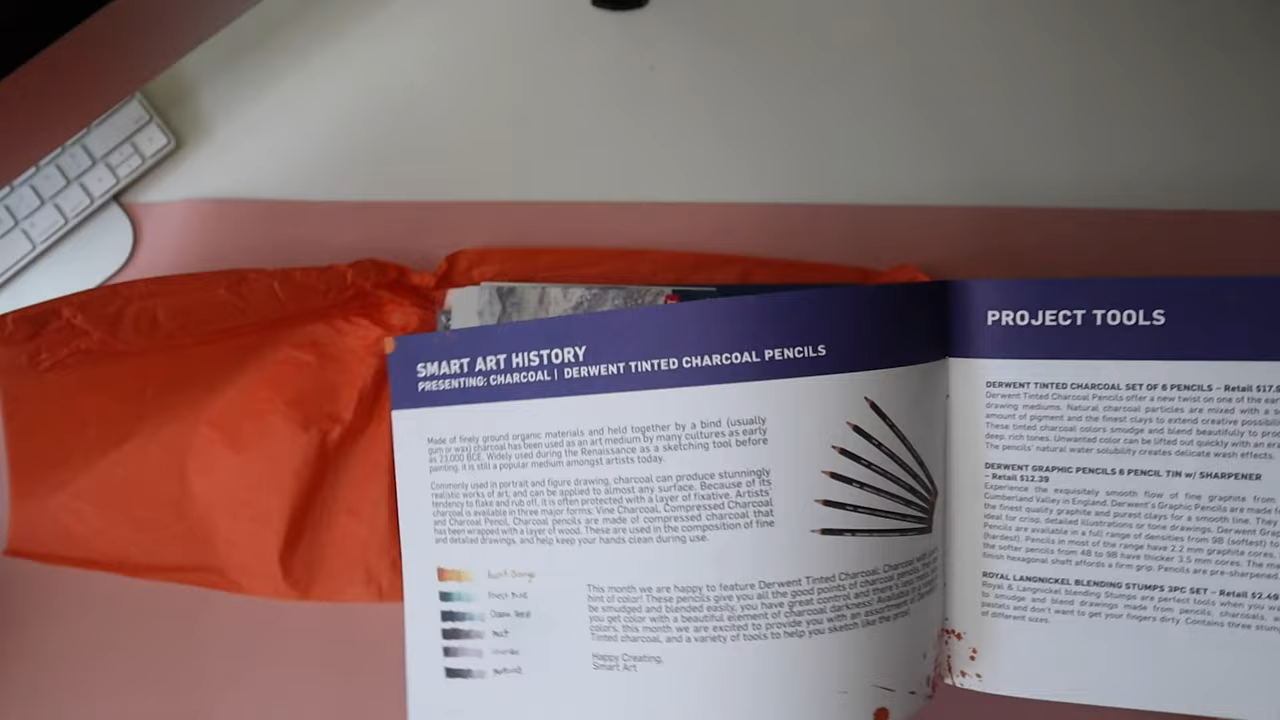 SMART ART HISTORY
PRESENTING: CHARCOAL | DERWENT TINTED CHARCOAL PENCILS
Made of finely ground organic materials and held together by a bind (usually
gum or wax) charcoal has been used as an art medium by many cultures as early
as 23,000 BCE. Widely used during the Renaissance as a sketching tool before
painting, it is still a popular medium amongst artists today.
Commonly used in portrait and figure drawing, charcoal can produce stunningly
realistic works of art, and can be applied to almost any surface. Because of its
tendency to flake and rub off, it is often protected with a layer of fixative. Artists'
charcoal is available in three major forms: Vine Charcoal, Compressed Charcoal
and Charcoal Pencil. Charcoal pencils are made of compressed charcoal that
has been wrapped with a layer of wood. These are used in the composition of fine
and detailed drawings, and help keep your hands clean during use.
This month we are happy to feature Derwent Tinted Charcoal: Charcoal with
hint of color! These pencils give you all the good points of charcoal pencils,
be smudged and blended easily, you have great control and there's less
you get color with a beautiful element of charcoal darkness! Available in
colors, this month we are excited to provide you with an assortment of
Tinted charcoal, and a variety of tools to help you sketch like the pros!
Happy Creating,
Smart Art
PROJECT TOOLS
DERWENT TINTED CHARCOAL SET OF 6 PENCILS – Retail $17.
Derwent Tinted Charcoal Pencils offer a new twist on one of the
drawing mediums. Natural charcoal particles are mixed with a
amount of pigment and the finest clays to extend creative
These tinted charcoal colors smudge and blend beautifully to
deep, rich tones. Unwanted color can be lifted out quickly with an
The pencils' natural water solubility creates delicate wash effects.
DERWENT GRAPHIC PENCILS 6 PENCIL TIN w/ SHARPENER
– Retail $12.39
Experience the exquisitely smooth flow of fine graphite from
Cumberland Valley in England. Derwent's Graphic Pencils are made
the finest quality graphite and purest clays for a smooth line. They
ideal for crisp, detailed illustrations or tone drawings. Derwent
Pencils are available in a full range of densities from 9B (softest) to
(hardest). Pencils in most of the range have 2.2 mm graphite cores,
the softer pencils from 4B to 9B have thicker 3.5 mm cores. The
finish hexagonal shaft affords a firm grip. Pencils are pre-sharpened
ROYAL LANGNICKEL BLENDING STUMPS 3PC SET – Retail $2.49
Royal & Langnickel Blending Stumps are perfect tools when you
to smudge and blend drawings made from pencils, charcoals,
pastels and don't want to get your fingers dirty. Contains three
of different sizes.